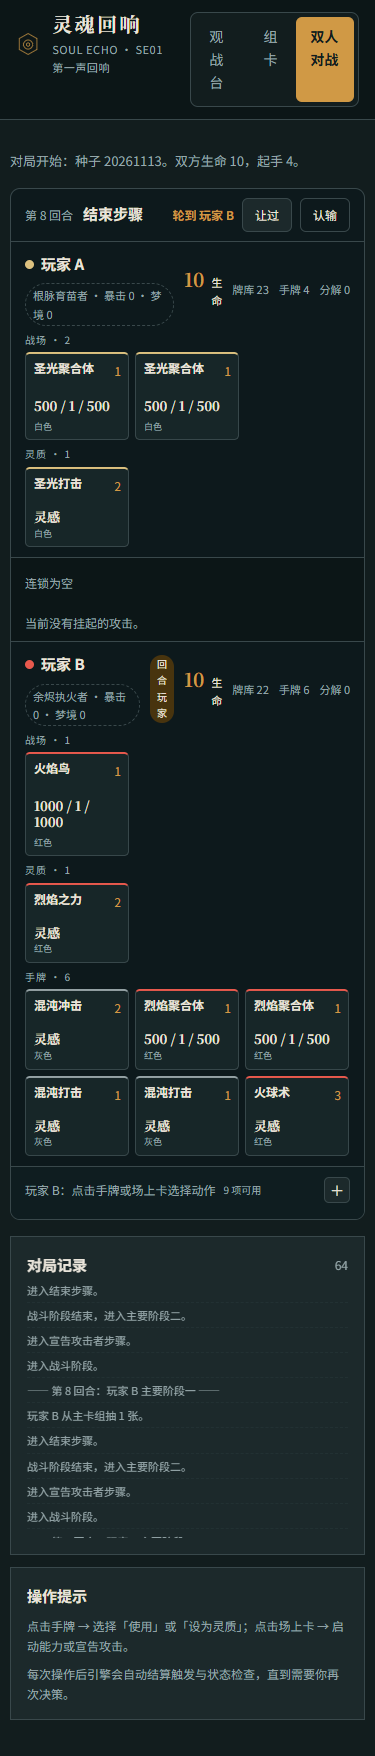 灵魂回响
SOUL ECHO · SE01
第一声回响
观战台
组卡
双人对战
对局开始：种子 20261113。双方生命 10，起手 4。
第 8 回合 结束步骤
轮到 玩家 B
让过
认输
玩家 A
根脉育苗者 · 暴击 0 · 梦境 0
10 生命
牌库 23 手牌 4 分解 0
战场 · 2
圣光聚合体 1
500 / 1 / 500
白色
圣光聚合体 1
500 / 1 / 500
白色
灵质 · 1
圣光打击 2
灵感
白色
连锁为空
当前没有挂起的攻击。
玩家 B
余烬执火者 · 暴击 0 · 梦境 0
回合玩家
10 生命
牌库 22 手牌 6 分解 0
战场 · 1
火焰鸟 1
1000 / 1 / 1000
红色
灵质 · 1
烈焰之力 2
灵感
红色
手牌 · 6
混沌冲击 2
灵感
灰色
烈焰聚合体 1
500 / 1 / 500
红色
烈焰聚合体 1
500 / 1 / 500
红色
混沌打击 1
灵感
灰色
混沌打击 1
灵感
灰色
火球术 3
灵感
红色
玩家 B：点击手牌或场上卡选择动作 9 项可用
+
对局记录 64
进入结束步骤。
战斗阶段结束，进入主要阶段二。
进入宣告攻击者步骤。
进入战斗阶段。
—— 第 8 回合：玩家 B 主要阶段一 ——
玩家 B 从主卡组抽 1 张。
进入结束步骤。
战斗阶段结束，进入主要阶段二。
进入宣告攻击者步骤。
进入战斗阶段。
操作提示
点击手牌 → 选择「使用」或「设为灵质」；点击场上卡 → 启动能力或宣告攻击。
每次操作后引擎会自动结算触发与状态检查，直到需要你再次决策。